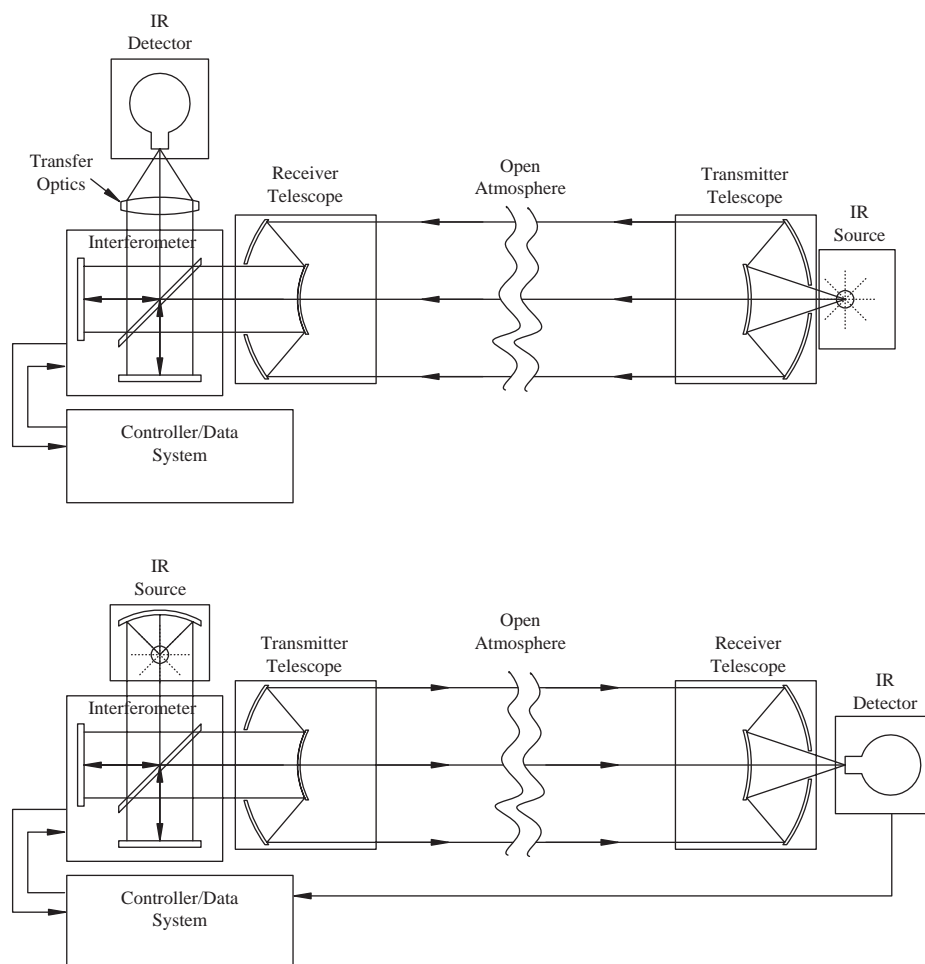 IR
Detector
Transfer
Optics
Receiver
Telescope
Open
Atmosphere
Transmitter
Telescope
IR
Source
Interferometer
Controller/Data
System
IR
Source
Transmitter
Telescope
Open
Atmosphere
Receiver
Telescope
IR
Detector
Interferometer
Controller/Data
System